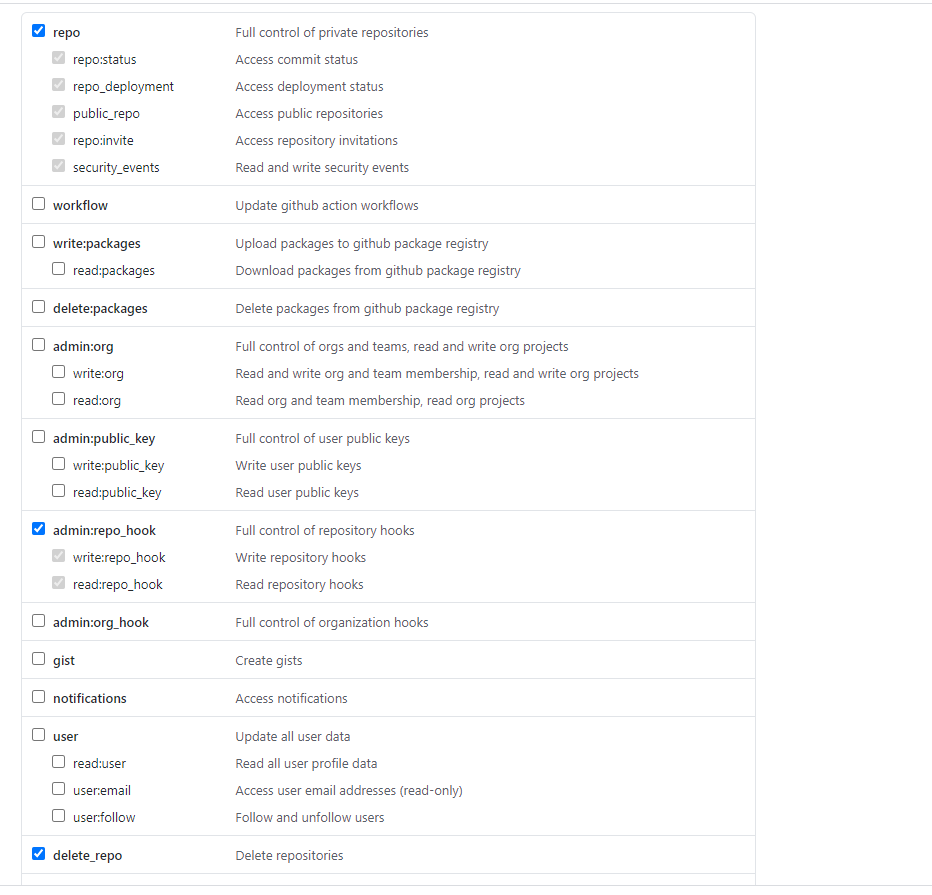 repo Full control of private repositories
repo:status Access commit status
repo_deployment Access deployment status
public_repo Access public repositories
repo:invite Access repository invitations
security_events Read and write security events
workflow Update github action workflows
write:packages Upload packages to github package registry
read:packages Download packages from github package registry
delete:packages Delete packages from github package registry
admin:org Full control of orgs and teams, read and write org projects
write:org Read and write org and team membership, read and write org projects
read:org Read org and team membership, read org projects
admin:public_key Full control of user public keys
write:public_key Write user public keys
read:public_key Read user public keys
admin:repo_hook Full control of repository hooks
write:repo_hook Write repository hooks
read:repo_hook Read repository hooks
admin:org_hook Full control of organization hooks
gist Create gists
notifications Access notifications
user Update all user data
read:user Read all user profile data
user:email Access user email addresses (read-only)
user:follow Follow and unfollow users
delete_repo Delete repositories